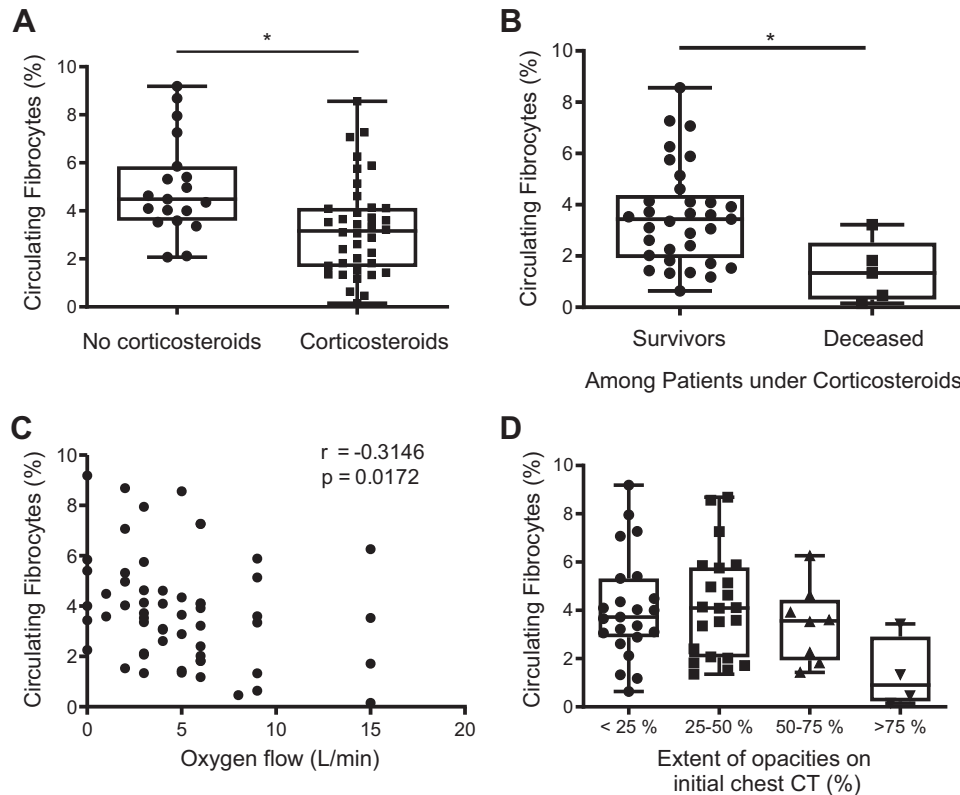 A
*
Circulating Fibrocytes (%)
10
8
6
4
2
0
No corticosteroids
Corticosteroids
B
*
Circulating Fibrocytes (%)
10
8
6
4
2
0
Survivors
Deceased
Among Patients under Corticosteroids
C
r = -0.3146
p = 0.0172
Circulating Fibrocytes (%)
10
8
6
4
2
0
0 5 10 15 20
Oxygen flow (L/min)
D
Circulating Fibrocytes (%)
10
8
6
4
2
0
< 25 % 25-50 % 50-75 % >75 %
Extent of opacities on
initial chest CT (%)